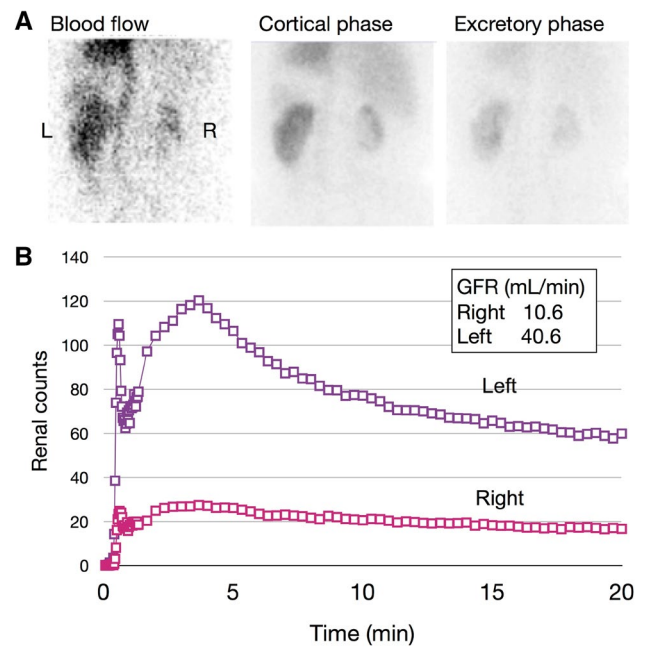 A Blood flow Cortical phase Excretory phase
L R
B
140
120
100
80
60
40
20
0
Renal counts
GFR (mL/min)
Right 10.6
Left 40.6
Left
Right
0 5 10 15 20
Time (min)